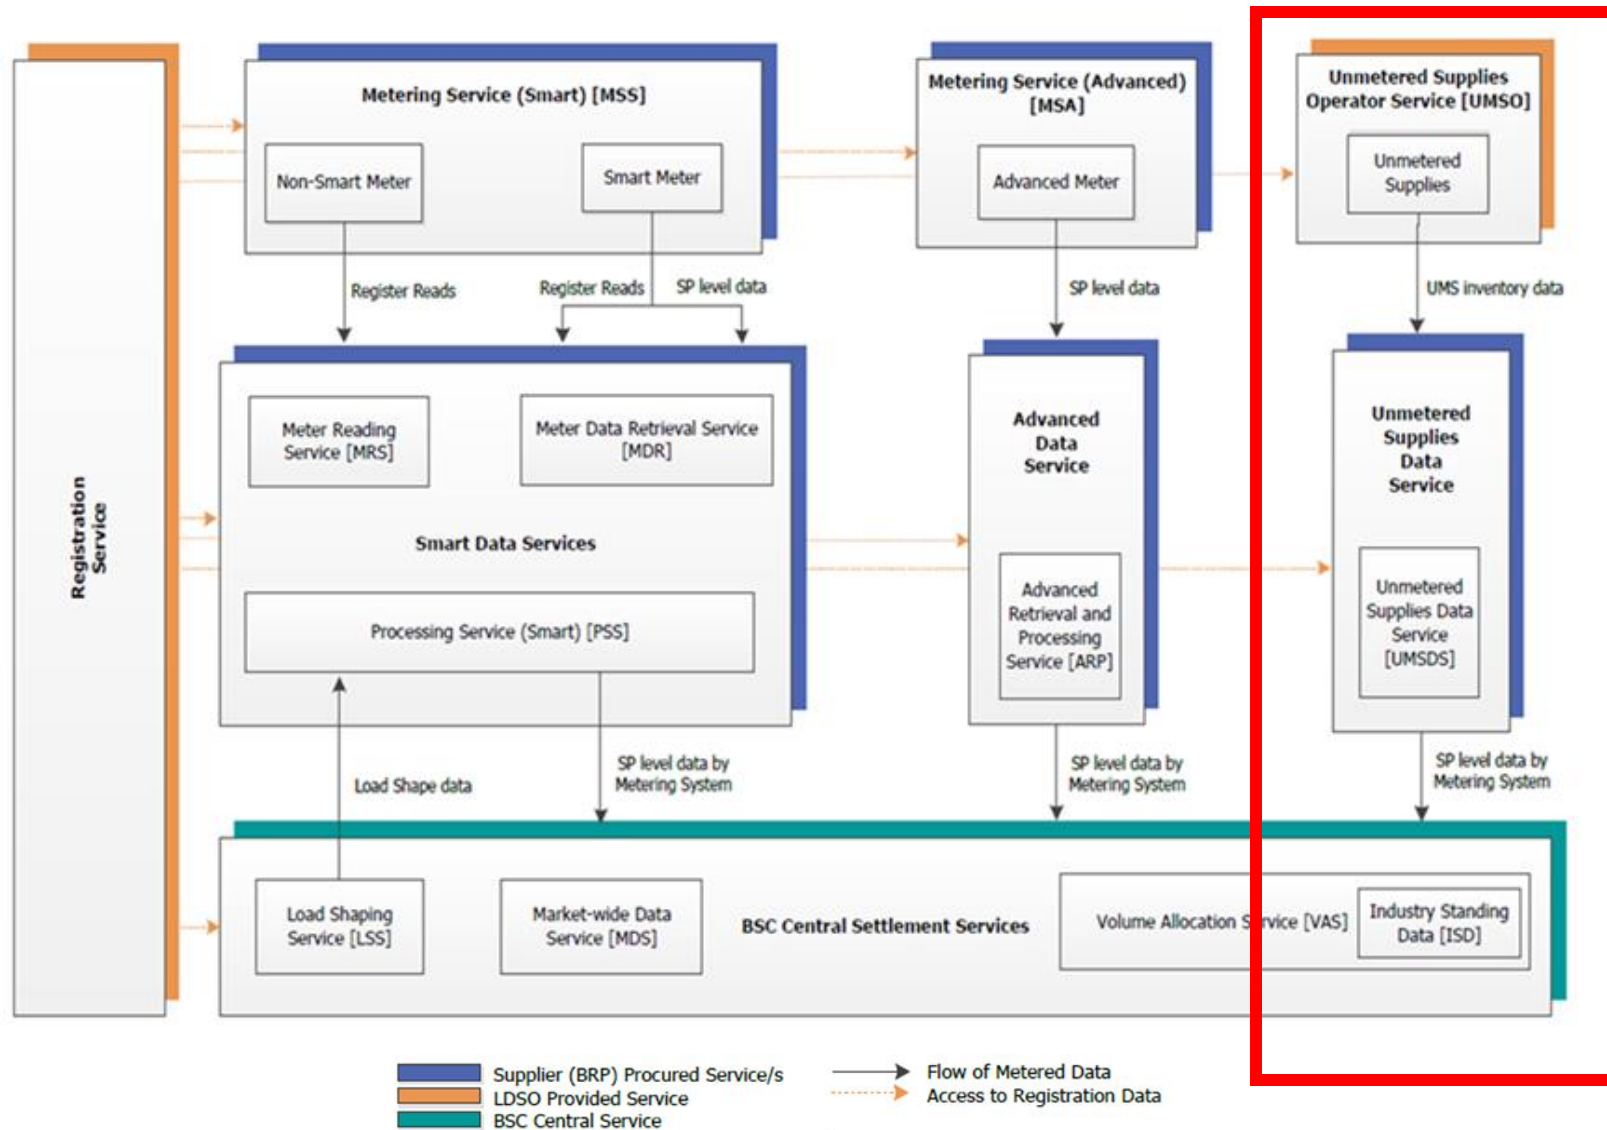 Registration
Service
Metering Service (Smart) [MSS]
Non-Smart Meter
Smart Meter
Metering Service (Advanced)
[MSA]
Advanced Meter
Unmetered Supplies
Operator Service [UMSO]
Unmetered
Supplies
Register Reads
Register Reads
SP level data
SP level data
UMS inventory data
Meter Reading
Service [MRS]
Meter Data Retrieval Service
[MDR]
Smart Data Services
Processing Service (Smart) [PSS]
Advanced
Data
Service
Advanced
Retrieval and
Processing
Service [ARP]
Unmetered
Supplies
Data
Service
Unmetered
Supplies Data
Service
[UMSDS]
Load Shape data
SP level data by
Metering System
SP level data by
Metering System
SP level data by
Metering System
Load Shaping
Service [LSS]
Market-wide Data
Service [MDS]
BSC Central Settlement Services
Volume Allocation Service [VAS]
Industry Standing
Data [ISD]
Supplier (BRP) Procured Service/s
LDSO Provided Service
BSC Central Service
Flow of Metered Data
Access to Registration Data